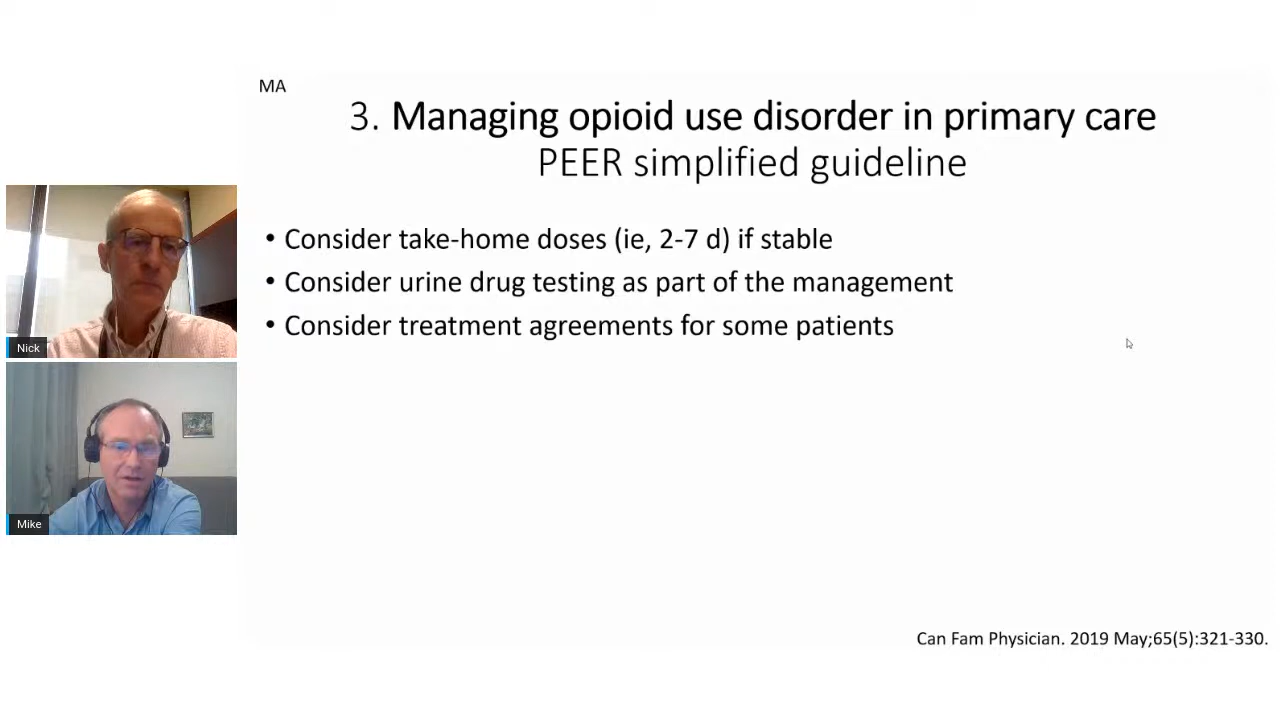 MA
3. Managing opioid use disorder in primary care
PEER simplified guideline
• Consider take-home doses (ie, 2-7 d) if stable
• Consider urine drug testing as part of the management
• Consider treatment agreements for some patients
Nick
Mike
Can Fam Physician. 2019 May;65(5):321-330.